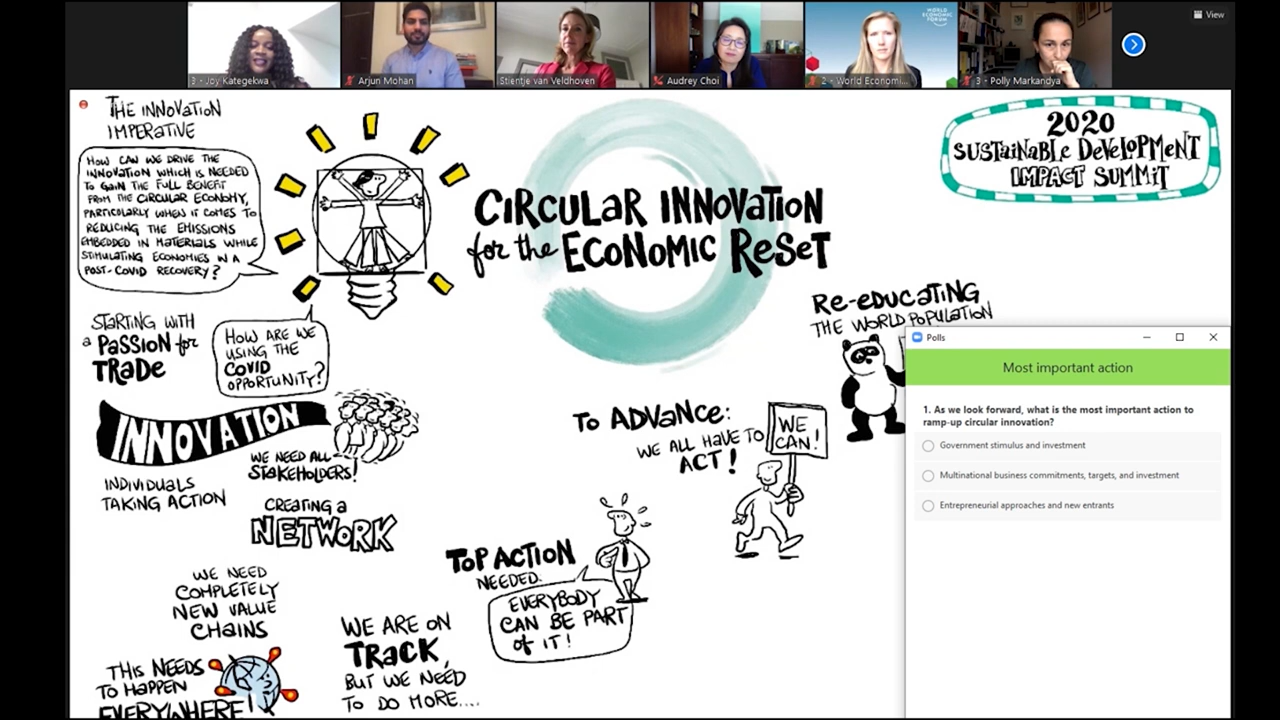 WORLD ECONOMIC FORUM
View
3 - Joy Kategekwa
Arjun Mohan
Stientje van Veldhoven
Audrey Choi
2 - World Economi...
3 - Polly Markandya
THE INNOVATION
IMPERATIVE
HOW CAN WE DRIVE THE
INNOVATION WHICH IS NEEDED
TO GAIN THE FULL BENEFIT
FROM THE CIRCULAR ECONOMY,
PARTICULARLY WHEN IT COMES TO
REDUCING THE EMISSIONS
EMBEDDED IN MATERIALS WHILE
STIMULATING ECONOMIES IN A
POST-COVID RECOVERY?
CIRCULAR INNOVATION
for the ECONOMIC RESET
2020
SUSTAINABLE DEVELOPMENT
IMPACT SUMMIT
STARTING WITH
a PASSION for
TRADE
HOW ARE WE
USING THE
COVID
OPPORTUNITY?
INNOVATION
WE NEED ALL
STAKEHOLDERS!
INDIVIDUALS
TAKING ACTION
CREATING a
NETWORK
WE NEED
COMPLETELY
NEW VALUE
CHAINS
THIS NEEDS
TO HAPPEN
EVERYWHERE!
WE ARE ON
TRACK,
BUT WE NEED
TO DO MORE....
TOP ACTION
NEEDED:
EVERYBODY
CAN BE PART
of IT!
TO ADVANCE:
WE ALL HAVE TO
ACT!
WE
CAN!
RE-EDUCATING
THE WORLD POPULATION
Polls
Most important action
1. As we look forward, what is the most important action to
ramp-up circular innovation?
Government stimulus and investment
Multinational business commitments, targets, and investment
Entrepreneurial approaches and new entrants